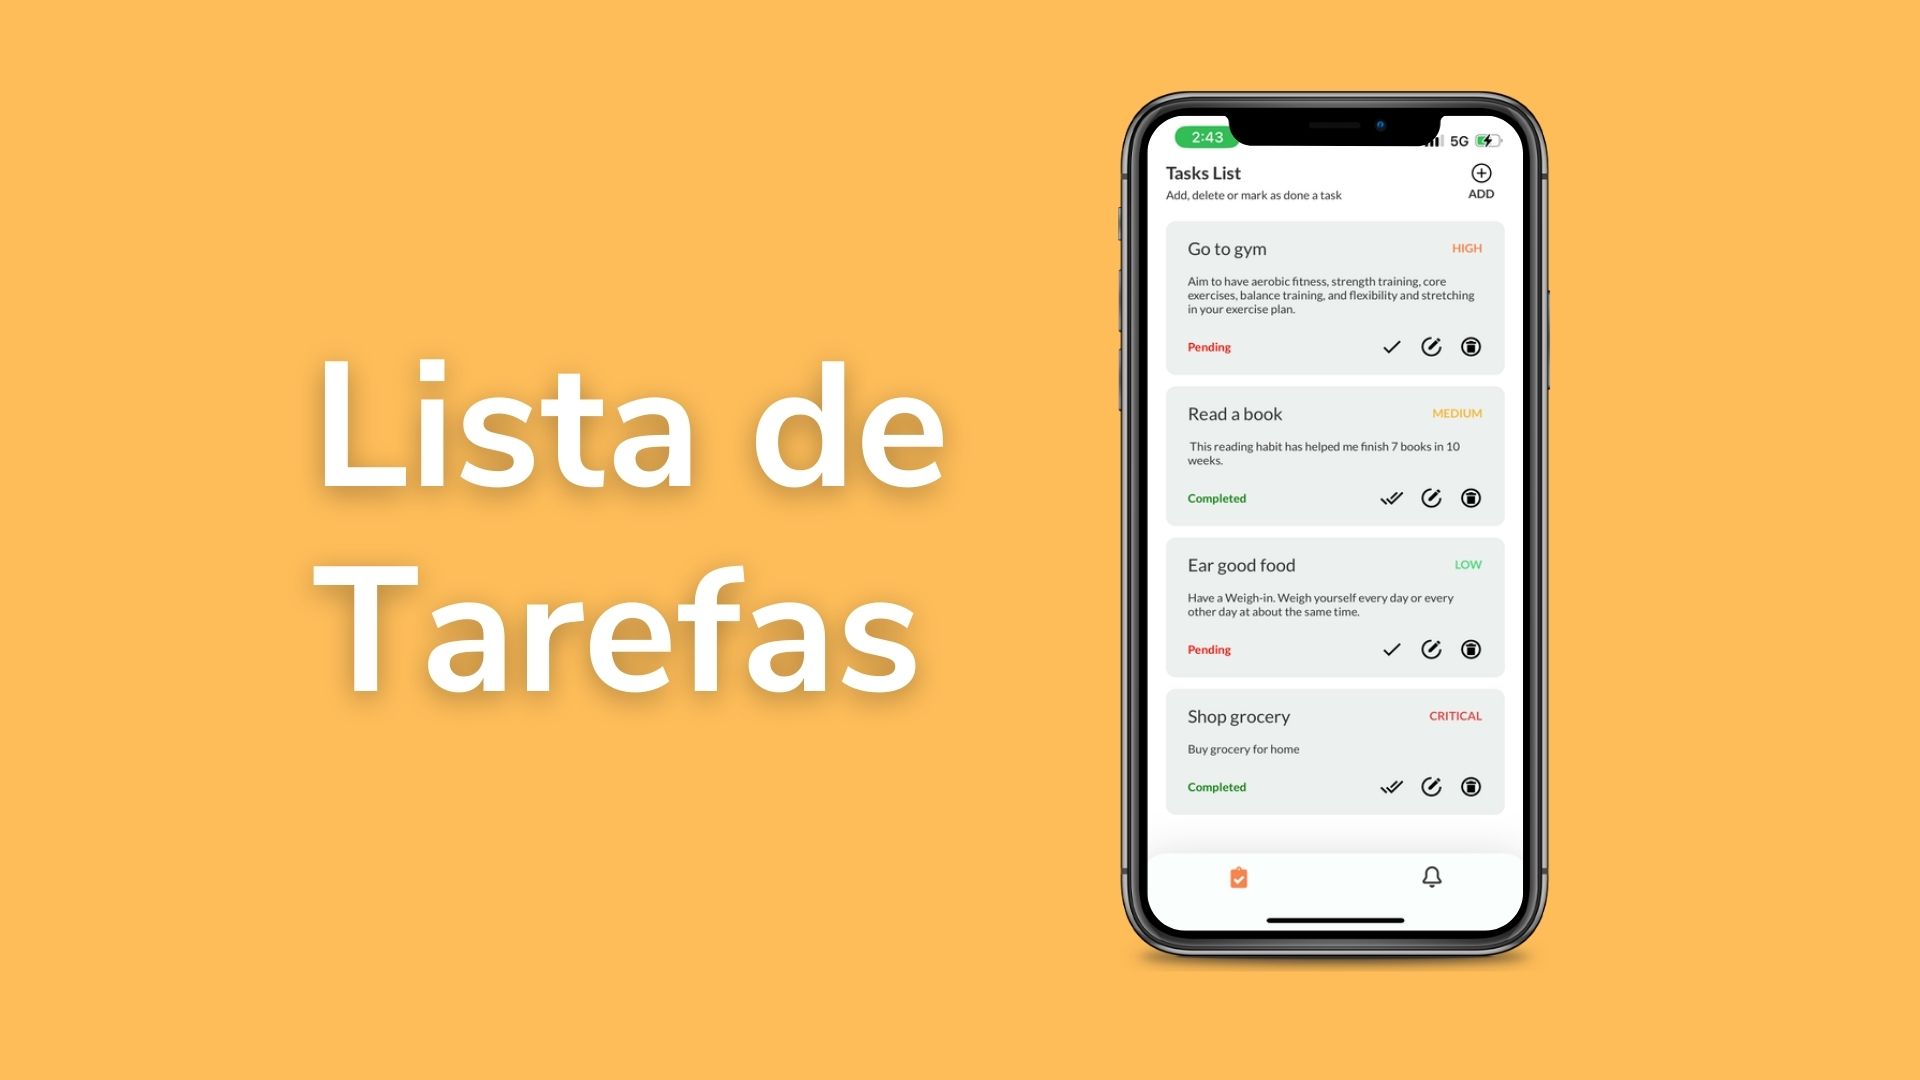 Lista de
Tarefas
2:43
5G
Tasks List
Add, delete or mark as done a task
ADD
Go to gym
HIGH
Aim to have aerobic fitness, strength training, core
exercises, balance training, and flexibility and stretching
in your exercise plan.
Pending
Read a book
MEDIUM
This reading habit has helped me finish 7 books in 10
weeks.
Completed
Ear good food
LOW
Have a Weigh-in. Weigh yourself every day or every
other day at about the same time.
Pending
Shop grocery
CRITICAL
Buy grocery for home
Completed